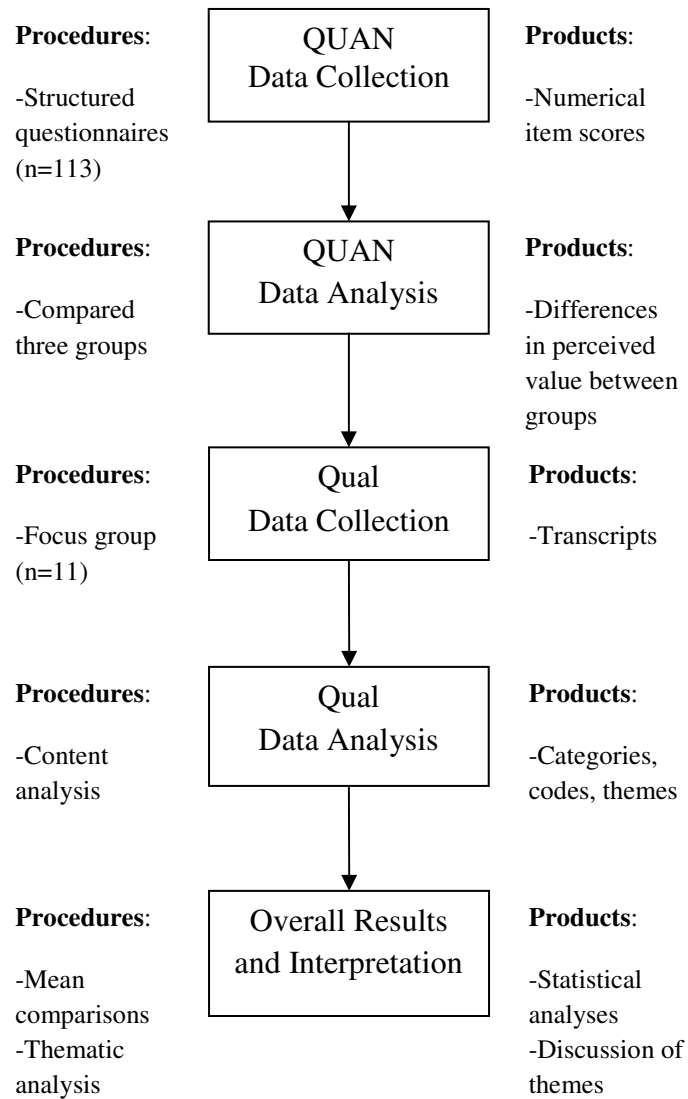 Procedures:
-Structured
questionnaires
(n=113)
QUAN
Data Collection
Products:
-Numerical
item scores
Procedures:
-Compared
three groups
QUAN
Data Analysis
Products:
-Differences
in perceived
value between
groups
Procedures:
-Focus group
(n=11)
Qual
Data Collection
Products:
-Transcripts
Procedures:
-Content
analysis
Qual
Data Analysis
Products:
-Categories,
codes, themes
Procedures:
-Mean
comparisons
-Thematic
analysis
Overall Results
and Interpretation
Products:
-Statistical
analyses
-Discussion of
themes